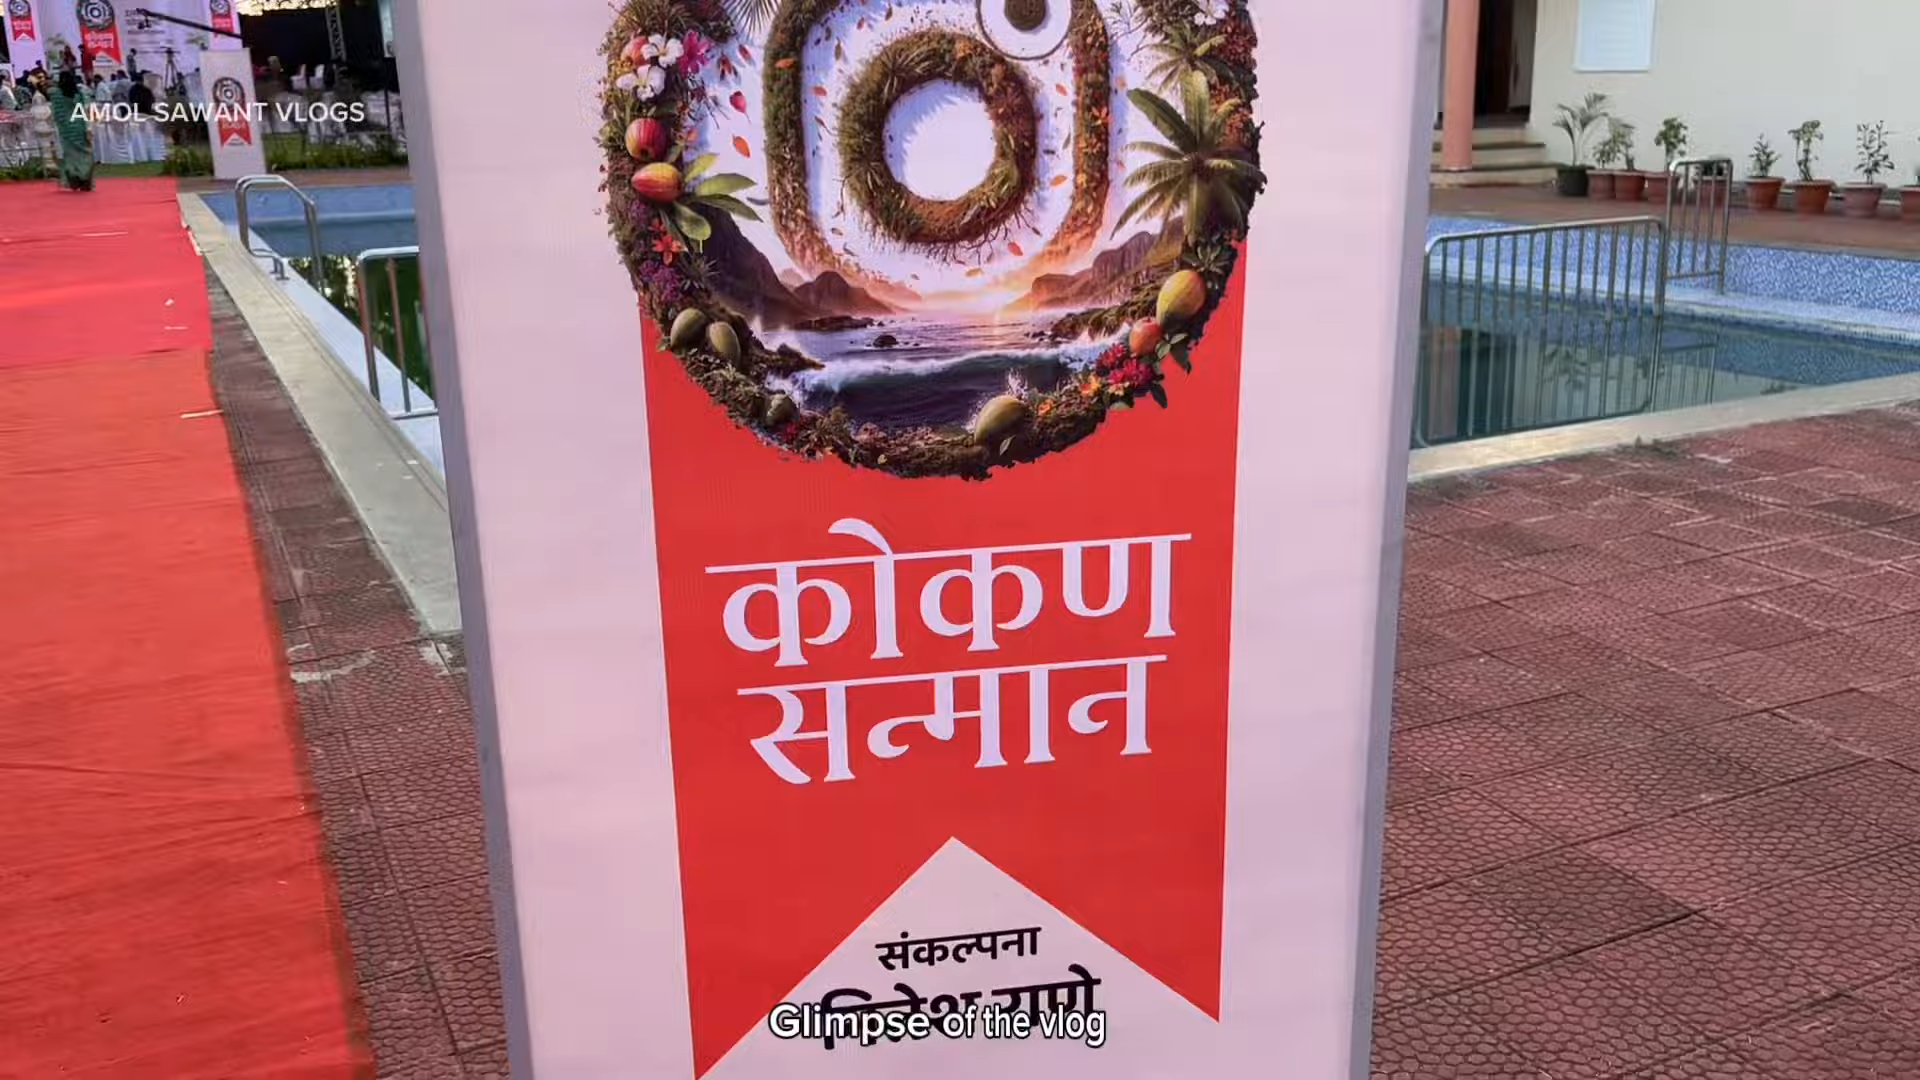 AMOL SAWANT VLOGS
कोकण
सन्मान
संकल्पना
Glimpse of the vlog